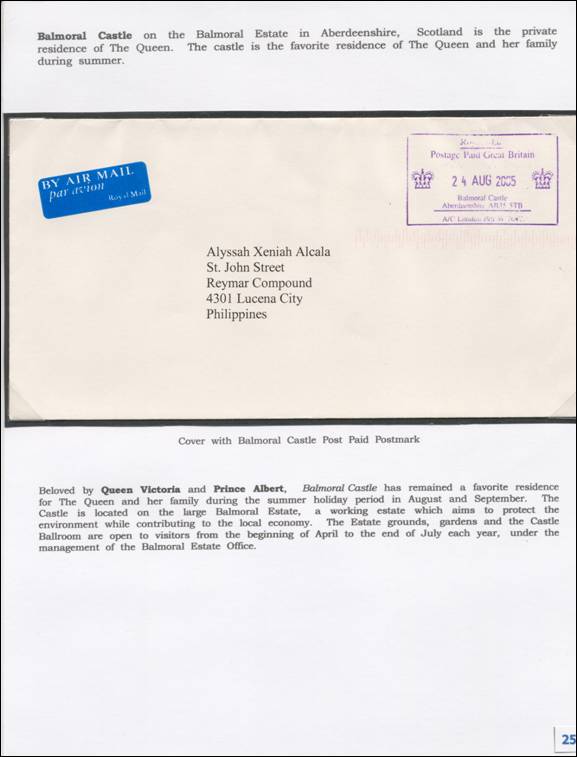 Balmoral Castle on the Balmoral Estate in Aberdeenshire, Scotland is the private
residence of The Queen. The castle is the favorite residence of The Queen and her family
during summer.
BY AIR MAIL
par avion
Royal Mail
Postage Paid Great Britain
24 AUG 2005
Balmoral Castle
Aberdeenshire AB35 5TB
A/C London
Alyssah Xeniah Alcala
St. John Street
Reymar Compound
4301 Lucena City
Philippines
Cover with Balmoral Castle Post Paid Postmark
Beloved by Queen Victoria and Prince Albert, Balmoral Castle has remained a favorite residence
for The Queen and her family during the summer holiday period in August and September. The
Castle is located on the large Balmoral Estate, a working estate which aims to protect the
environment while contributing to the local economy. The Estate grounds, gardens and the Castle
Ballroom are open to visitors from the beginning of April to the end of July each year, under the
management of the Balmoral Estate Office.
25